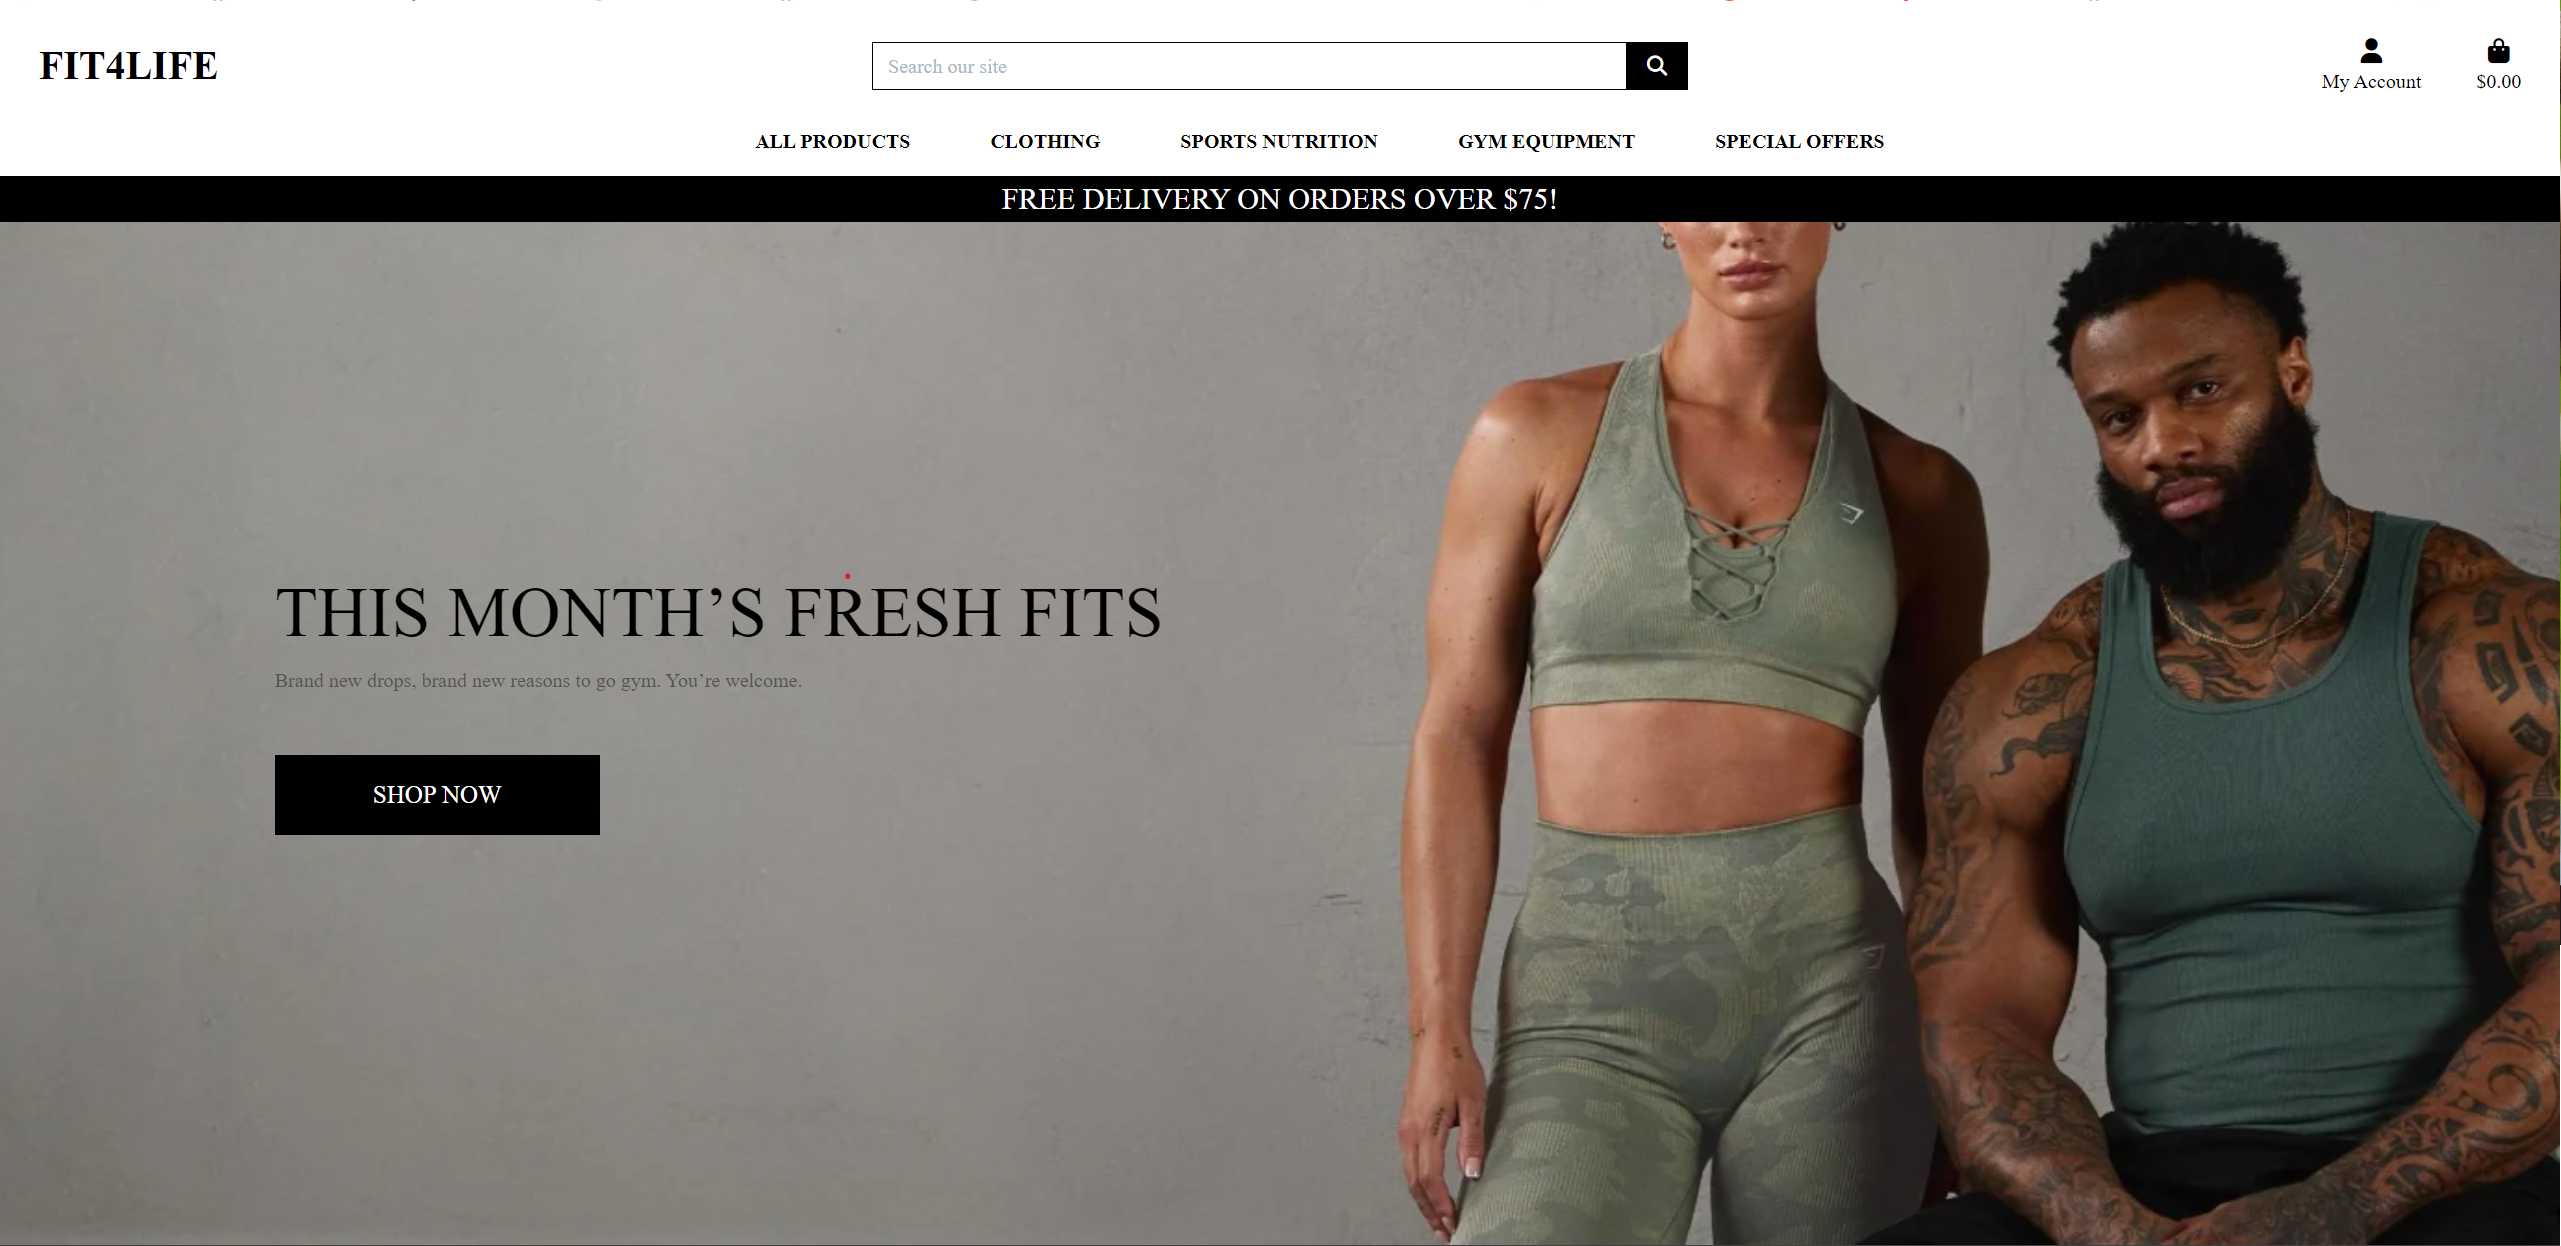 FIT4LIFE
Search our site
My Account
$0.00
ALL PRODUCTS CLOTHING SPORTS NUTRITION GYM EQUIPMENT SPECIAL OFFERS
FREE DELIVERY ON ORDERS OVER $75!
THIS MONTH’S FRESH FITS
Brand new drops, brand new reasons to go gym. You’re welcome.
SHOP NOW